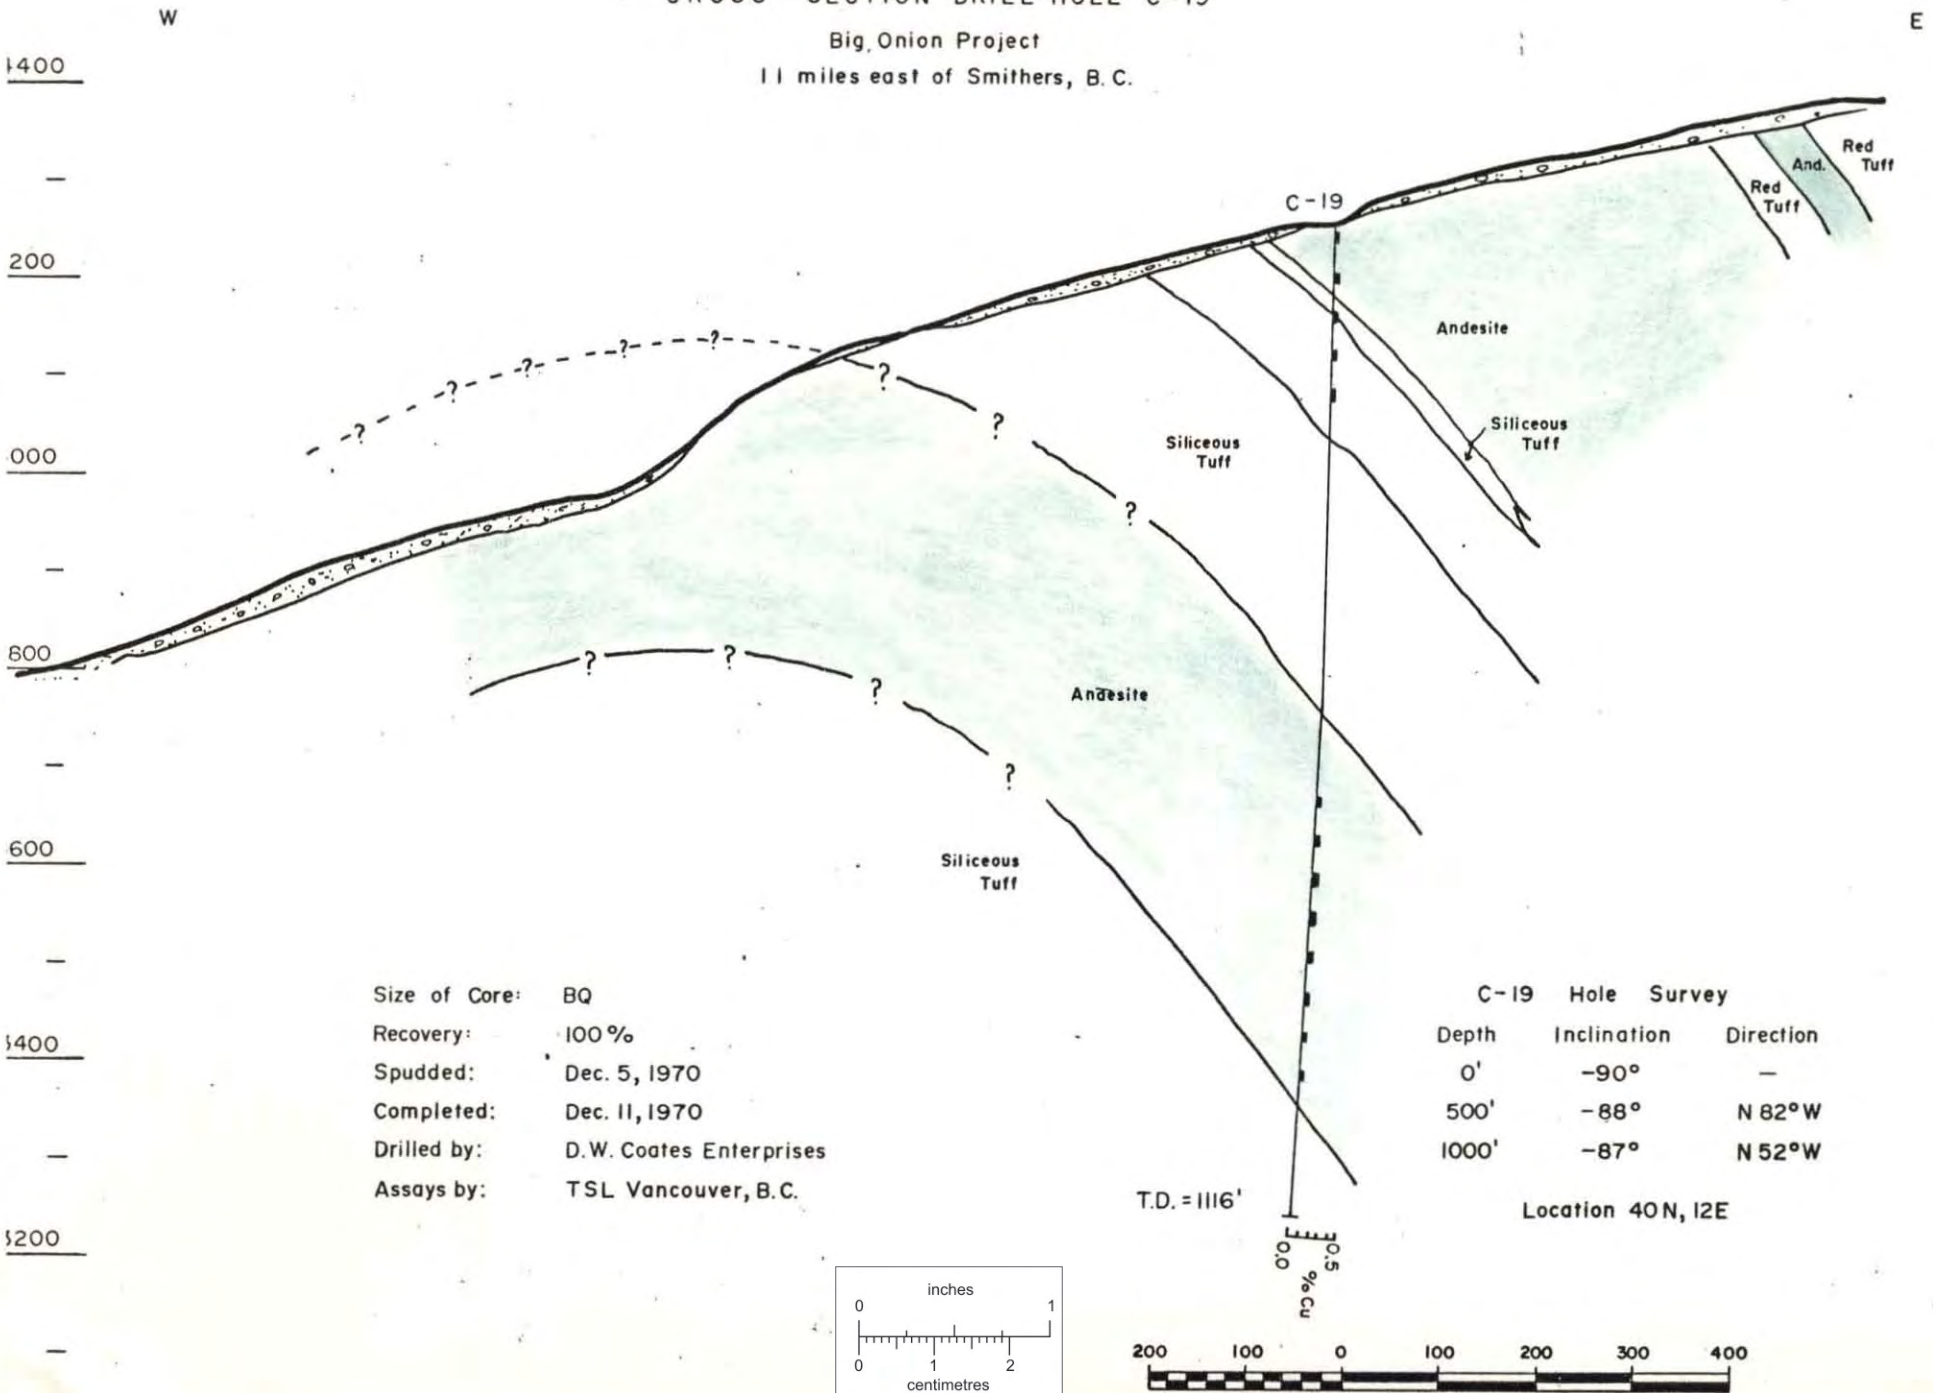 W
E
Big Onion Project
11 miles east of Smithers, B.C.
200
000
800
600
200
C-19
Red
Tuff
And.
Red
Tuff
Andesite
Siliceous
Tuff
Siliceous
Tuff
? ? ? ? ?
? ? ? ?
? ? ? ?
Andesite
Siliceous
Tuff
Size of Core: BQ
Recovery: 100%
Spudded: Dec. 5, 1970
Completed: Dec. 11, 1970
Drilled by: D.W. Coates Enterprises
Assays by: TSL Vancouver, B.C.
C-19 Hole Survey
Depth Inclination Direction
0' -90° —
500' -88° N 82° W
1000' -87° N 52° W
Location 40N, 12E
T.D. = 1116'
0.0 0.5
% Cu
inches
0 1
0 1 2
centimetres
200 100 0 100 200 300 400